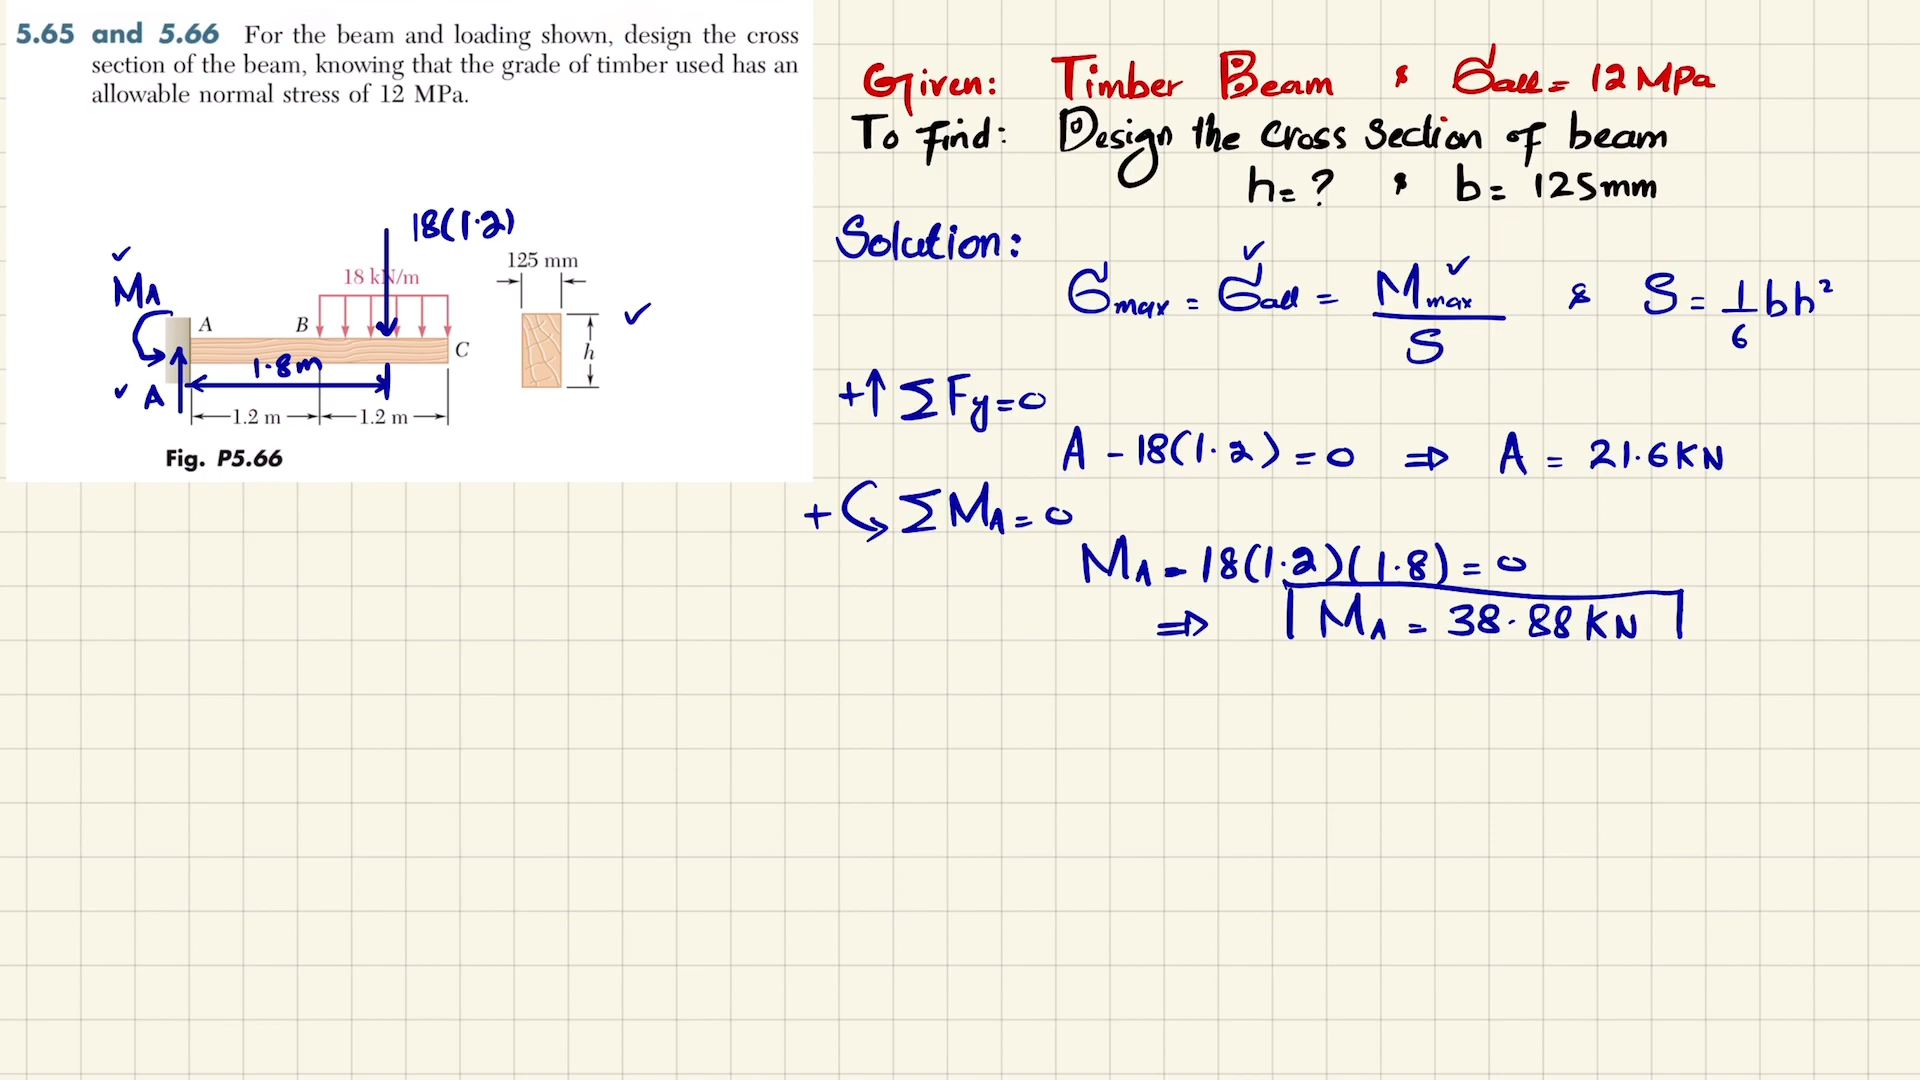 5.65 and 5.66 For the beam and loading shown, design the cross
section of the beam, knowing that the grade of timber used has an
allowable normal stress of 12 MPa.
18(1.2)
125 mm
18 kN/m
MA
A
B
C
h
1.8m
A
1.2 m
1.2 m
Fig. P5.66
Given: Timber Beam & σall = 12 MPa
To Find: Design the cross section of beam
h = ? & b = 125mm
Solution:
σmax = σall = Mmax / S & S = 1/6 bh²
+↑ ΣFy = 0
A - 18(1.2) = 0 ⇒ A = 21.6 KN
+ ΣMA = 0
MA - 18(1.2)(1.8) = 0
⇒ MA = 38.88 KN